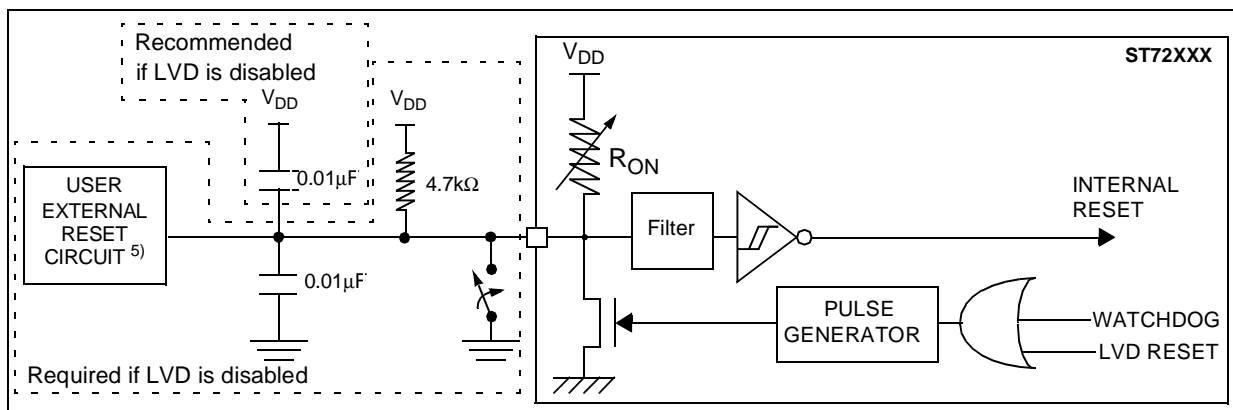 Recommended
if LVD is disabled
VDD
0.01μF
VDD
4.7kΩ
USER
EXTERNAL
RESET
CIRCUIT 5)
0.01μF
Required if LVD is disabled
ST72XXX
VDD
RON
Filter
INTERNAL
RESET
PULSE
GENERATOR
WATCHDOG
LVD RESET